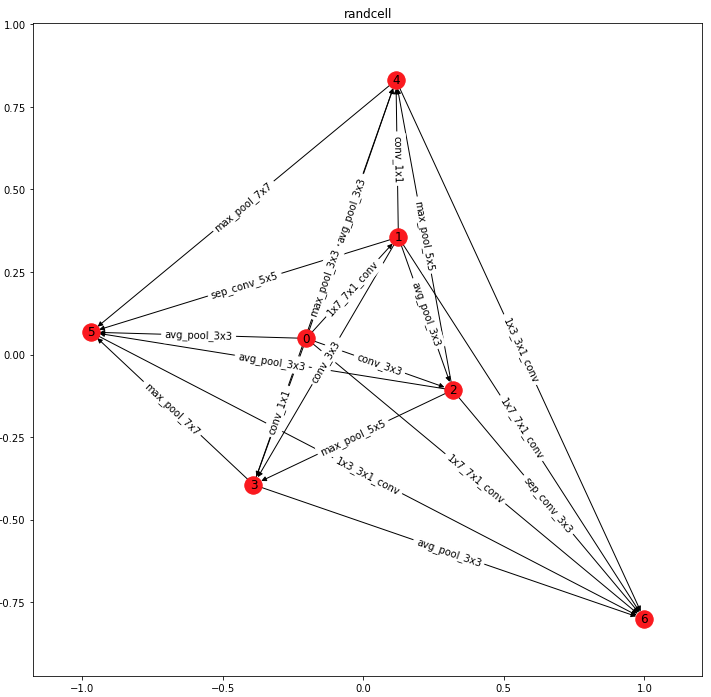 randcell
1.00
0.75
0.50
0.25
0.00
−0.25
−0.50
−0.75
4
conv_1x1
max_pool_7x7
avg_pool_3x3
max_pool_5x5
1
sep_conv_5x5
max_pool_3x3
1x7_7x1_conv
avg_pool_3x3
1x3_3x1_conv
5
avg_pool_3x3
0
avg_pool_3x3
conv_3x3
conv_3x3
2
max_pool_7x7
conv_1x1
max_pool_5x5
1x7_7x1_conv
1x3_3x1_conv
1x7_7x1_conv
3
sep_conv_3x3
avg_pool_3x3
6
−1.0
−0.5
0.0
0.5
1.0